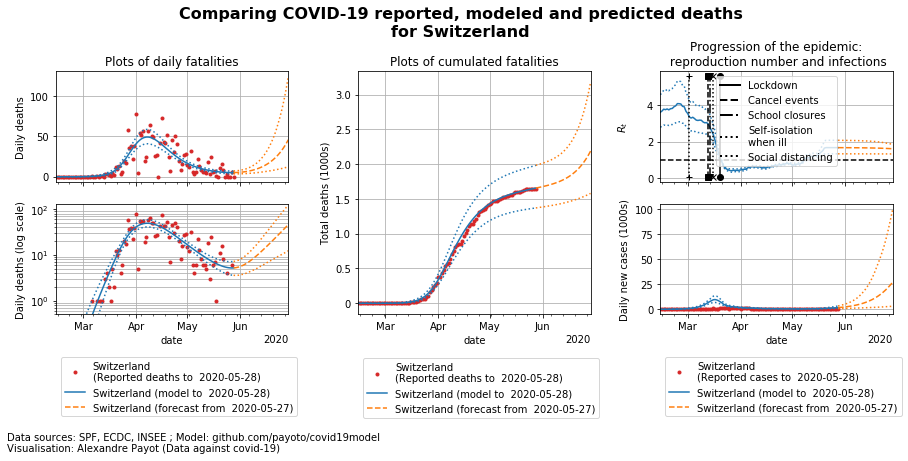 Comparing COVID-19 reported, modeled and predicted deaths
for Switzerland
Plots of daily fatalities
Daily deaths
100
50
0
Daily deaths (log scale)
10²
10¹
10⁰
Mar
Apr
May
Jun
date
2020
Switzerland
(Reported deaths to  2020-05-28)
Switzerland (model to  2020-05-28)
Switzerland (forecast from  2020-05-27)
Plots of cumulated fatalities
Total deaths (1000s)
3.0
2.5
2.0
1.5
1.0
0.5
0
Mar
Apr
May
Jun
date
2020
Switzerland
(Reported deaths to  2020-05-28)
Switzerland (model to  2020-05-28)
Switzerland (forecast from  2020-05-27)
Progression of the epidemic:
reproduction number and infections
Rt
4
2
0
Lockdown
Cancel events
School closures
Self-isolation
when ill
Social distancing
Daily new cases (1000s)
100
75
50
25
0
Mar
Apr
May
Jun
date
2020
Switzerland
(Reported cases to  2020-05-28)
Switzerland (model to  2020-05-28)
Switzerland (forecast from  2020-05-27)
Data sources: SPF, ECDC, INSEE ; Model: github.com/payoto/covid19model
Visualisation: Alexandre Payot (Data against covid-19)